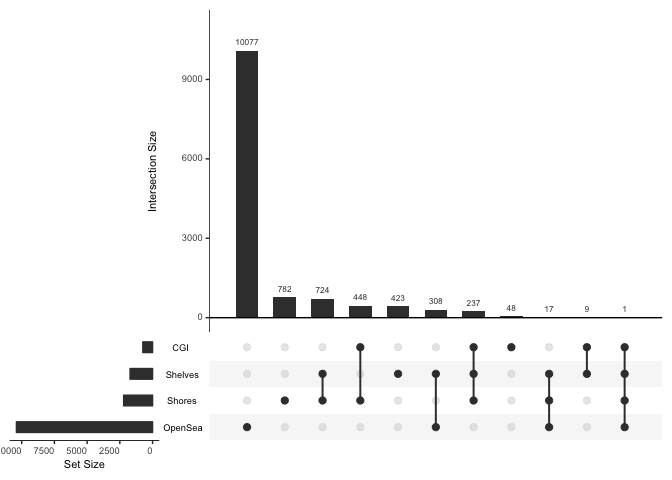 10077
9000
Intersection Size
6000
3000
782 724 448 423 308 237 48 17 9 1
0
CGI
Shelves
Shores
OpenSea
0000 7500 5000 2500 0
Set Size